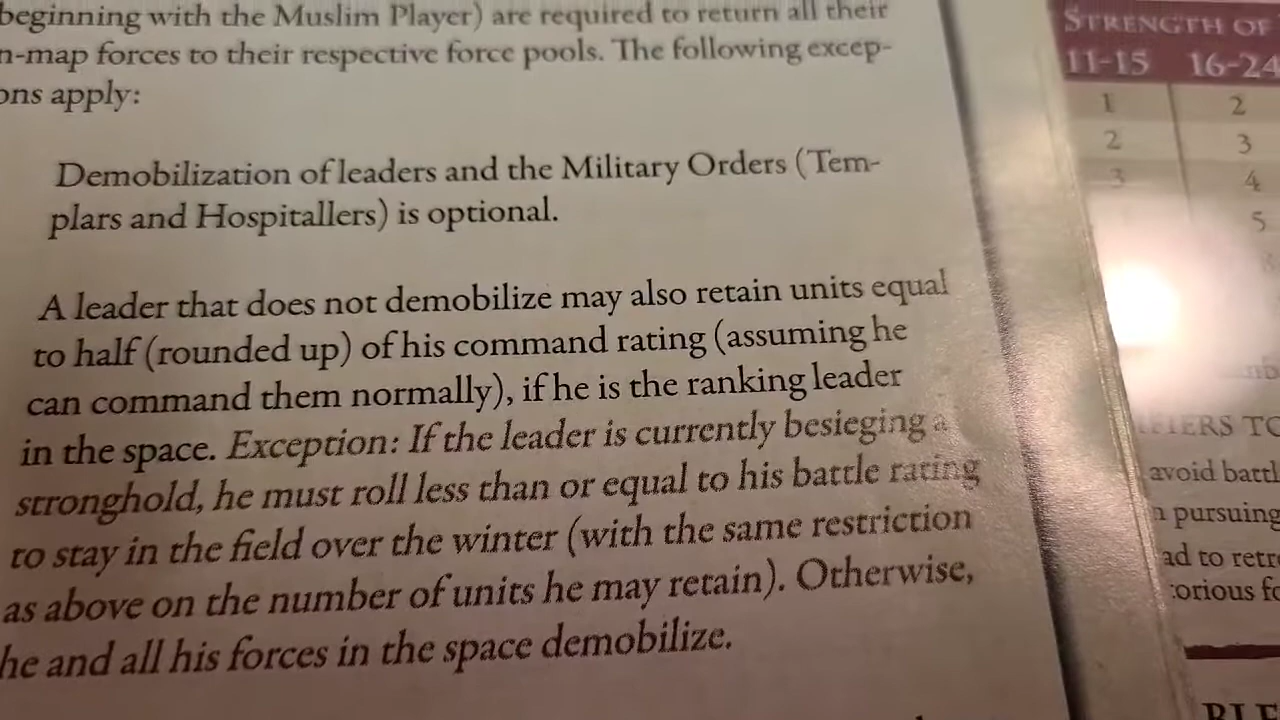 beginning with the Muslim Player) are required to return all their
n-map forces to their respective force pools. The following excep-
ons apply:
Demobilization of leaders and the Military Orders (Tem-
plars and Hospitallers) is optional.
A leader that does not demobilize may also retain units equal
to half (rounded up) of his command rating (assuming he
can command them normally), if he is the ranking leader
in the space. Exception: If the leader is currently besieging a
stronghold, he must roll less than or equal to his battle rating
to stay in the field over the winter (with the same restriction
as above on the number of units he may retain). Otherwise,
he and all his forces in the space demobilize.
STRENGTH OF
11-15 16-24
1 2
2 3
3 4
5
IFIERS TO
avoid battl
n pursuing
ad to retr
torious fo